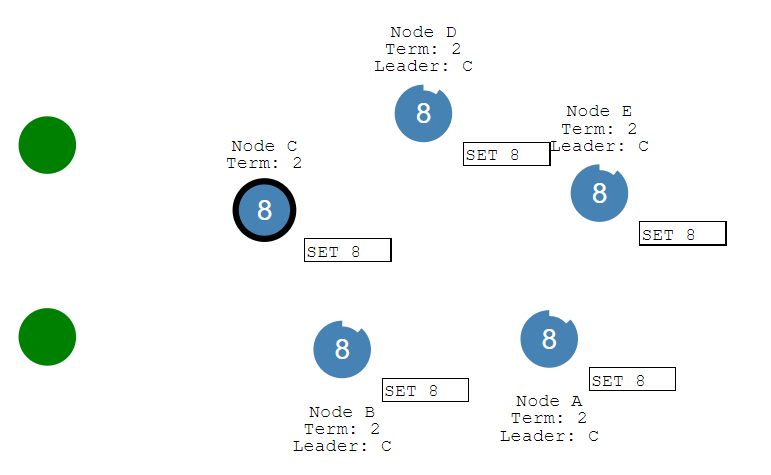 Node D
Term: 2
Leader: C
8
SET 8
Node E
Term: 2
Leader: C
8
SET 8
Node C
Term: 2
8
SET 8
8
SET 8
Node B
Term: 2
Leader: C
8
SET 8
Node A
Term: 2
Leader: C